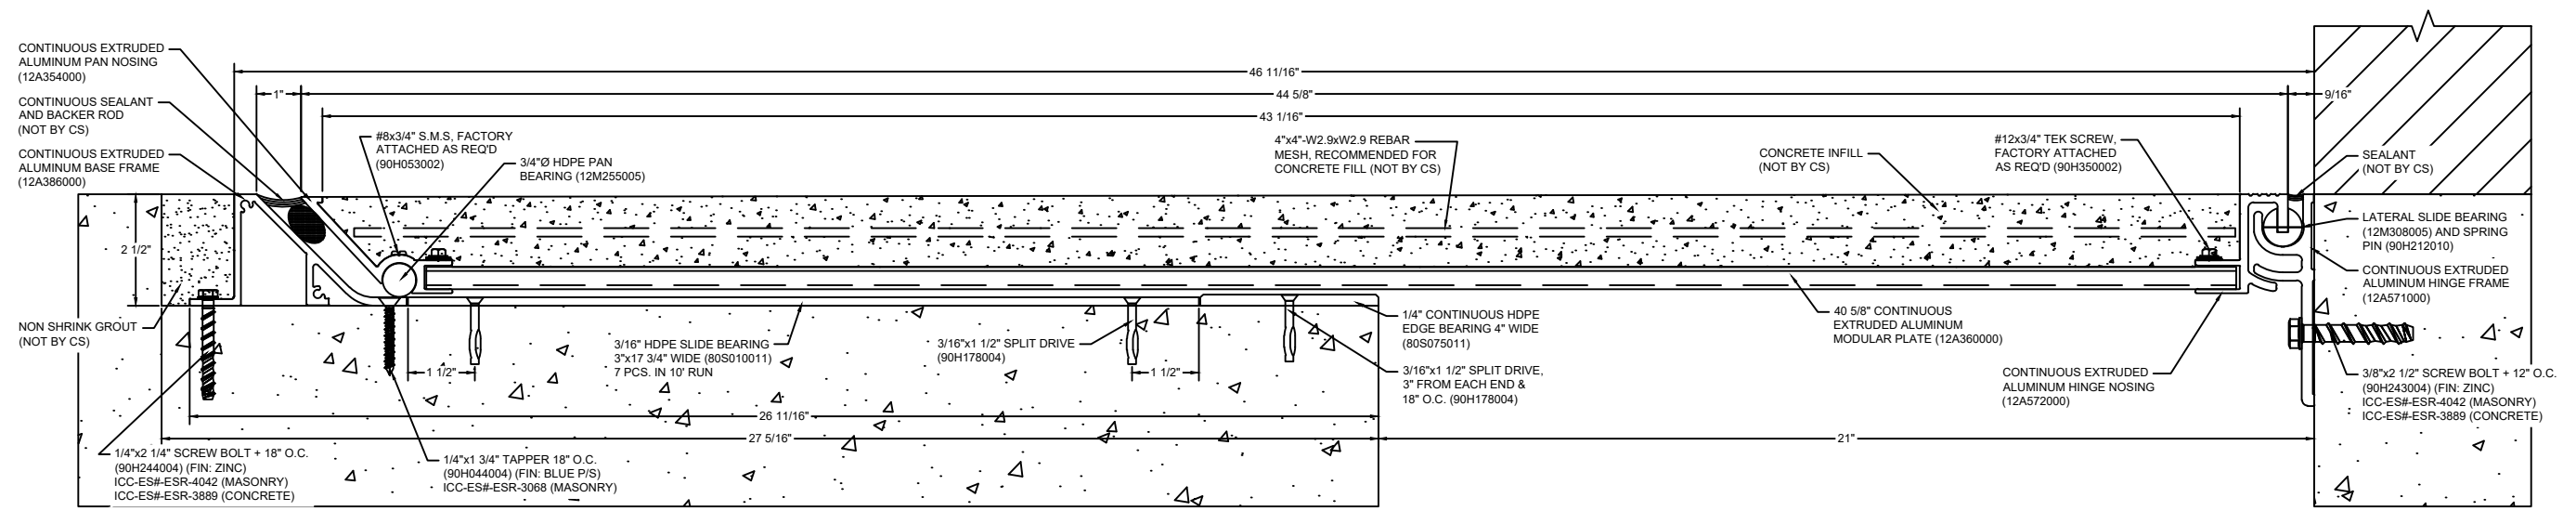 CONTINUOUS EXTRUDED
ALUMINUM PAN NOSING
(12A354000)
CONTINUOUS SEALANT
AND BACKER ROD
(NOT BY CS)
CONTINUOUS EXTRUDED
ALUMINUM BASE FRAME
(12A386000)
46 11/16"
1"
44 5/8"
9/16"
43 1/16"
#8x3/4" S.M.S, FACTORY
ATTACHED AS REQ'D
(90H053002)
3/4"Ø HDPE PAN
BEARING (12M255005)
4"x4"-W2.9xW2.9 REBAR
MESH, RECOMMENDED FOR
CONCRETE FILL (NOT BY CS)
CONCRETE INFILL
(NOT BY CS)
#12x3/4" TEK SCREW,
FACTORY ATTACHED
AS REQ'D (90H350002)
SEALANT
(NOT BY CS)
LATERAL SLIDE BEARING
(12M308005) AND SPRING
PIN (90H212010)
CONTINUOUS EXTRUDED
ALUMINUM HINGE FRAME
(12A571000)
2 1/2"
NON SHRINK GROUT
(NOT BY CS)
3/16" HDPE SLIDE BEARING
3"x17 3/4" WIDE (80S010011)
7 PCS. IN 10' RUN
3/16"x1 1/2" SPLIT DRIVE
(90H178004)
1/4" CONTINUOUS HDPE
EDGE BEARING 4" WIDE
(80S075011)
3/16"x1 1/2" SPLIT DRIVE,
3" FROM EACH END &
18" O.C. (90H178004)
40 5/8" CONTINUOUS
EXTRUDED ALUMINUM
MODULAR PLATE (12A360000)
CONTINUOUS EXTRUDED
ALUMINUM HINGE NOSING
(12A572000)
3/8"x2 1/2" SCREW BOLT + 12" O.C.
(90H243004) (FIN: ZINC)
ICC-ES#-ESR-4042 (MASONRY)
ICC-ES#-ESR-3889 (CONCRETE)
1 1/2"
1 1/2"
26 11/16"
27 5/16"
21"
1/4"x2 1/4" SCREW BOLT + 18" O.C.
(90H244004) (FIN: ZINC)
ICC-ES#-ESR-4042 (MASONRY)
ICC-ES#-ESR-3889 (CONCRETE)
1/4"x1 3/4" TAPPER 18" O.C.
(90H044004) (FIN: BLUE P/S)
ICC-ES#-ESR-3068 (MASONRY)